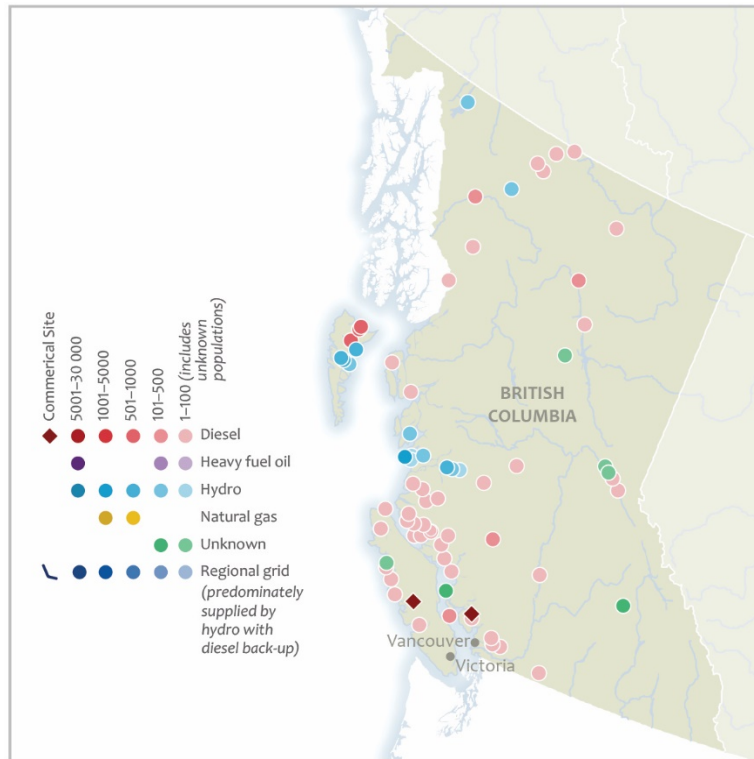 BRITISH
COLUMBIA
Vancouver
Victoria
Commerical Site
5001–30 000
1001–5000
501–1000
101–500
1–100 (includes
unknown
populations)
Diesel
Heavy fuel oil
Hydro
Natural gas
Unknown
Regional grid
(predominately
supplied by
hydro with
diesel back-up)